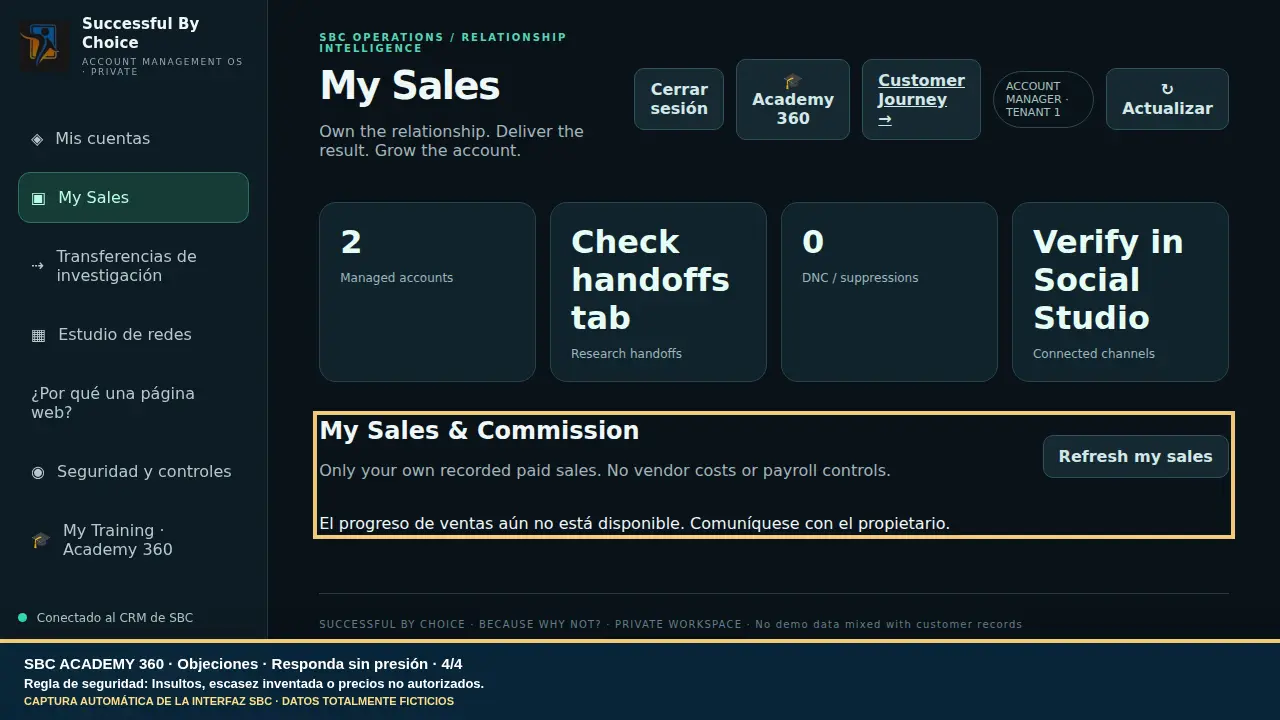 Successful By
Choice
ACCOUNT MANAGEMENT OS
· PRIVATE
◈ Mis cuentas
▣ My Sales
⇢ Transferencias de
investigación
▦ Estudio de redes
¿Por qué una página
web?
◉ Seguridad y controles
🎓 My Training ·
Academy 360
Conectado al CRM de SBC
SBC OPERATIONS / RELATIONSHIP
INTELLIGENCE
My Sales
Own the relationship. Deliver the
result. Grow the account.
Cerrar
sesión
🎓
Academy
360
Customer
Journey
→
ACCOUNT
MANAGER ·
TENANT 1
↻
Actualizar
2
Managed accounts
Check
handoffs
tab
Research handoffs
0
DNC / suppressions
Verify in
Social
Studio
Connected channels
My Sales & Commission
Only your own recorded paid sales. No vendor costs or payroll controls.
Refresh my sales
El progreso de ventas aún no está disponible. Comuníquese con el propietario.
SUCCESSFUL BY CHOICE · BECAUSE WHY NOT? · PRIVATE WORKSPACE · No demo data mixed with customer records
SBC ACADEMY 360 · Objeciones · Responda sin presión · 4/4
Regla de seguridad: Insultos, escasez inventada o precios no autorizados.
CAPTURA AUTOMÁTICA DE LA INTERFAZ SBC · DATOS TOTALMENTE FICTICIOS